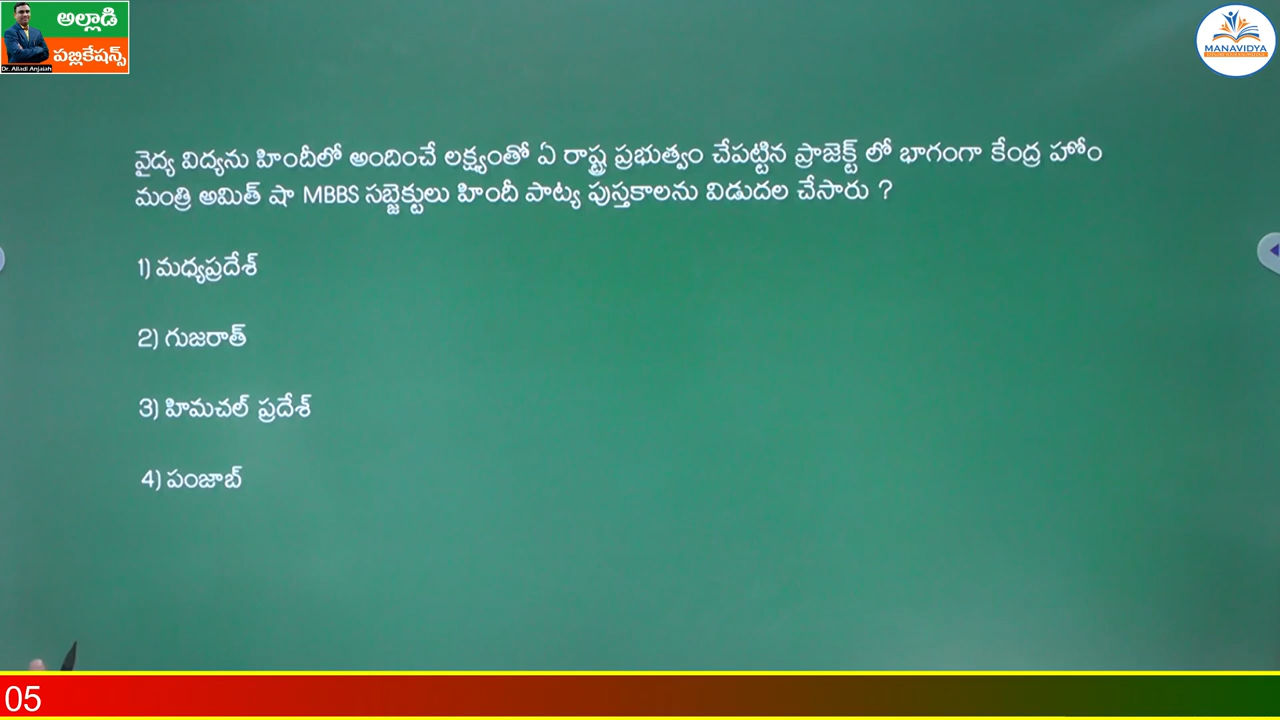 అల్లాడి
పబ్లికేషన్స్
Dr. Alladi Anjaiah
MANAVIDYA
వైద్య విద్యను హిందీలో అందించే లక్ష్యంతో ఏ రాష్ట్ర ప్రభుత్వం చేపట్టిన ప్రాజెక్ట్ లో భాగంగా కేంద్ర హోం
మంత్రి అమిత్ షా MBBS సబ్జెక్టులు హిందీ పాట్య పుస్తకాలను విడుదల చేసారు ?
1) మధ్యప్రదేశ్
2) గుజరాత్
3) హిమచల్ ప్రదేశ్
4) పంజాబ్
05